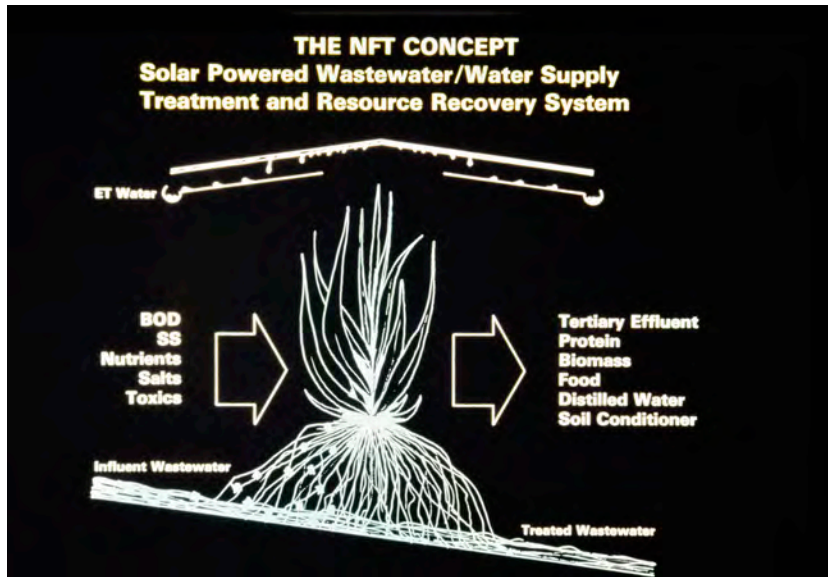 THE NFT CONCEPT
Solar Powered Wastewater/Water Supply
Treatment and Resource Recovery System
ET Water
BOD
SS
Nutrients
Salts
Toxics
Tertiary Effluent
Protein
Biomass
Food
Distilled Water
Soil Conditioner
Influent Wastewater
Treated Wastewater